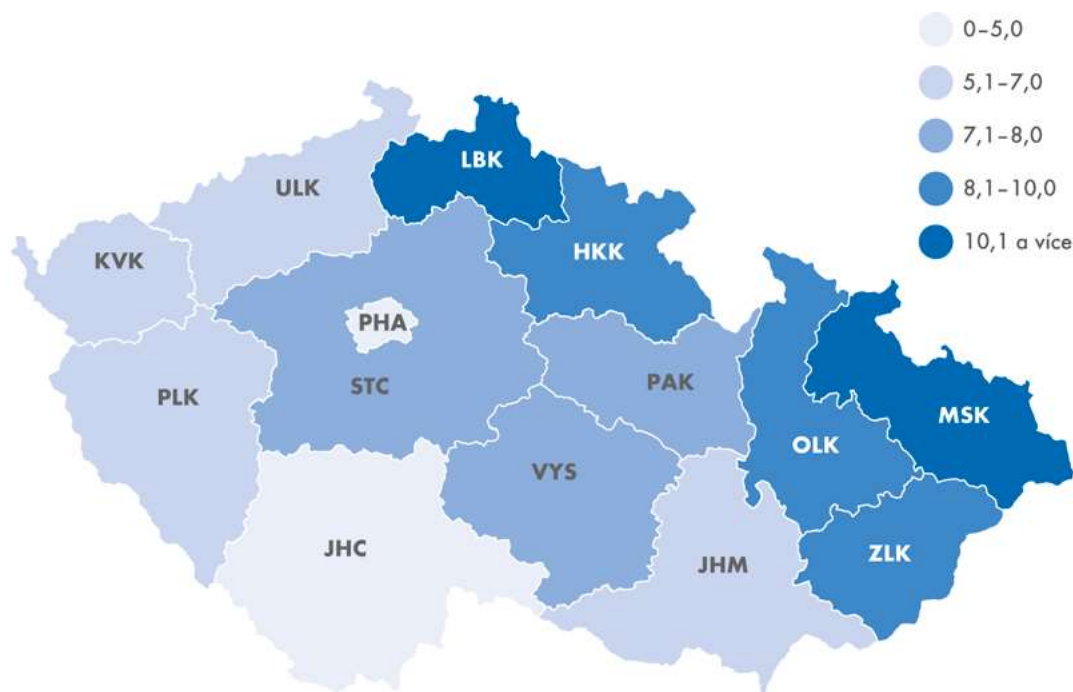 0–5,0
5,1–7,0
7,1–8,0
8,1–10,0
10,1 a více
LBK
ULK
HKK
KVK
PHA
STC
PAK
PLK
MSK
OLK
VYS
JHC
ZLK
JHM